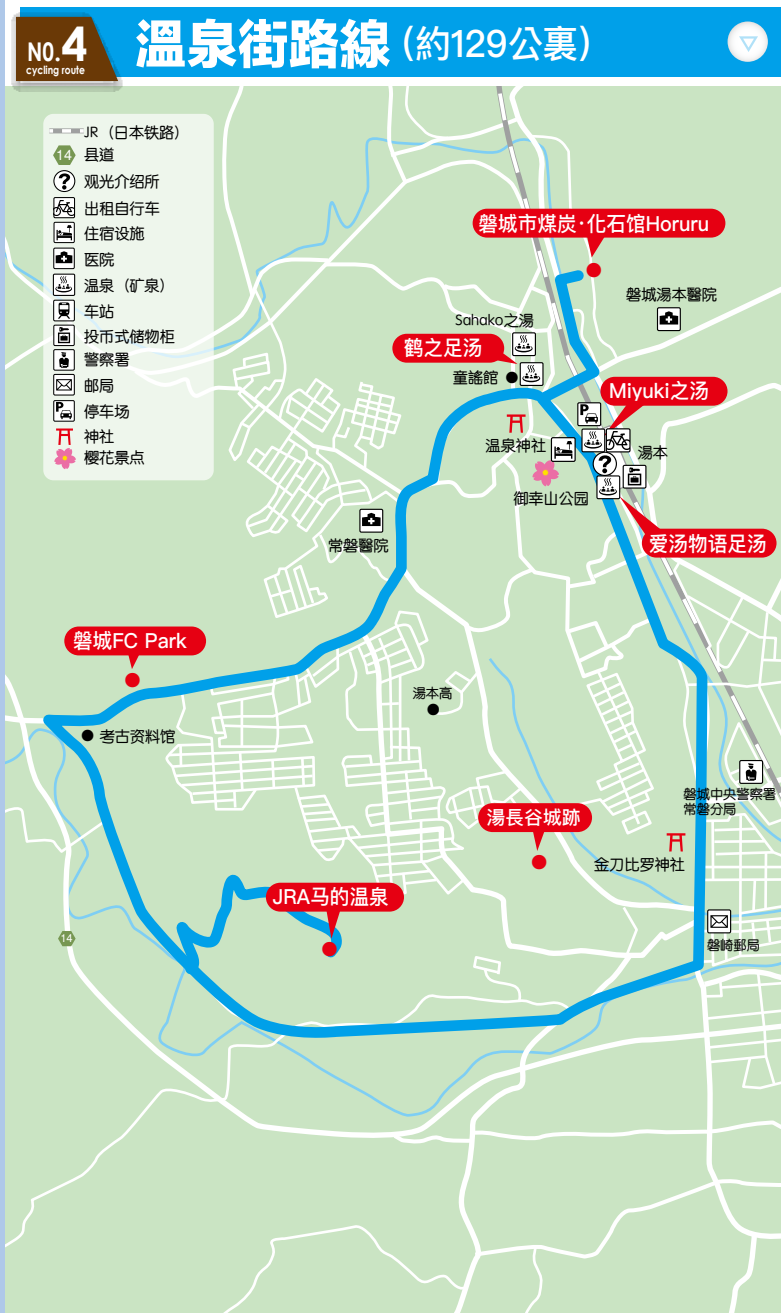 NO.4
cycling route
溫泉街路線 (約129公裏)
JR（日本铁路）
14 县道
? 观光介绍所
出租自行车
住宿设施
医院
温泉（矿泉）
车站
投币式储物柜
警察署
邮局
P 停车场
神社
樱花景点
磐城市煤炭·化石馆Horuru
磐城湯本醫院
Sahako之湯
鹤之足汤
童謠館
Miyuki之汤
P
温泉神社
湯本
?
御幸山公园
常磐醫院
爱汤物语足汤
磐城FC Park
湯本高
考古资料馆
磐城中央警察署
常磐分局
湯長谷城跡
金刀比罗神社
JRA马的温泉
14
磐崎郵局